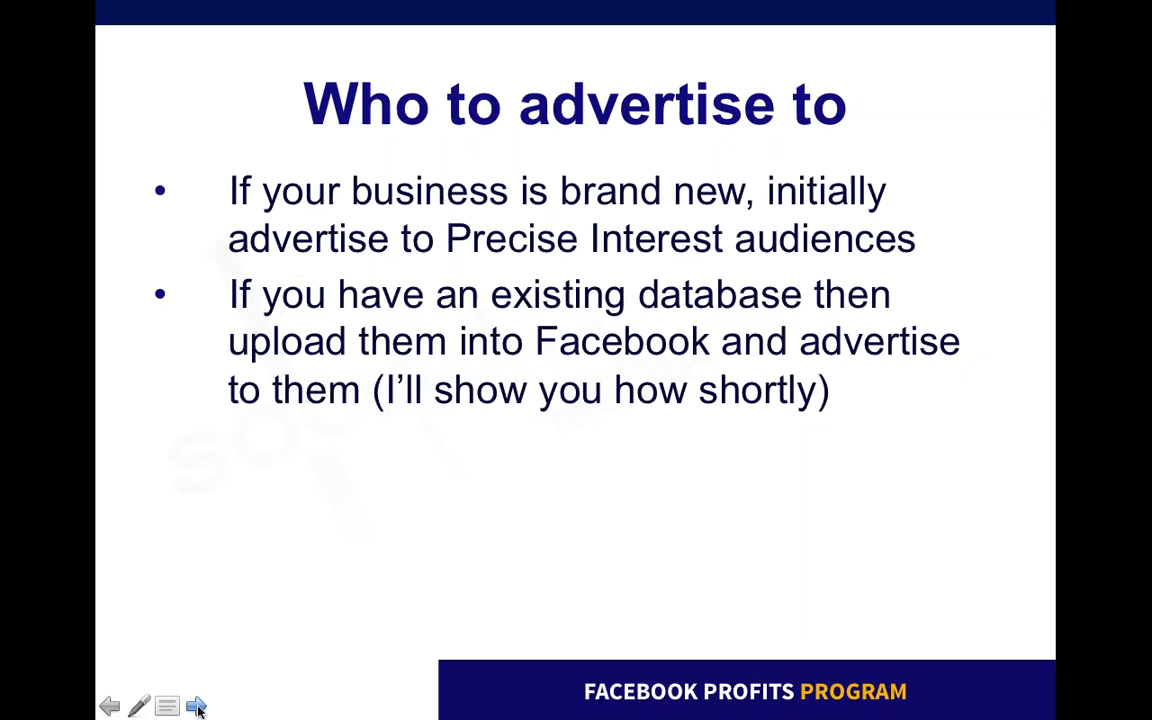 Who to advertise to
• If your business is brand new, initially
advertise to Precise Interest audiences
• If you have an existing database then
upload them into Facebook and advertise
to them (I’ll show you how shortly)
FACEBOOK PROFITS PROGRAM